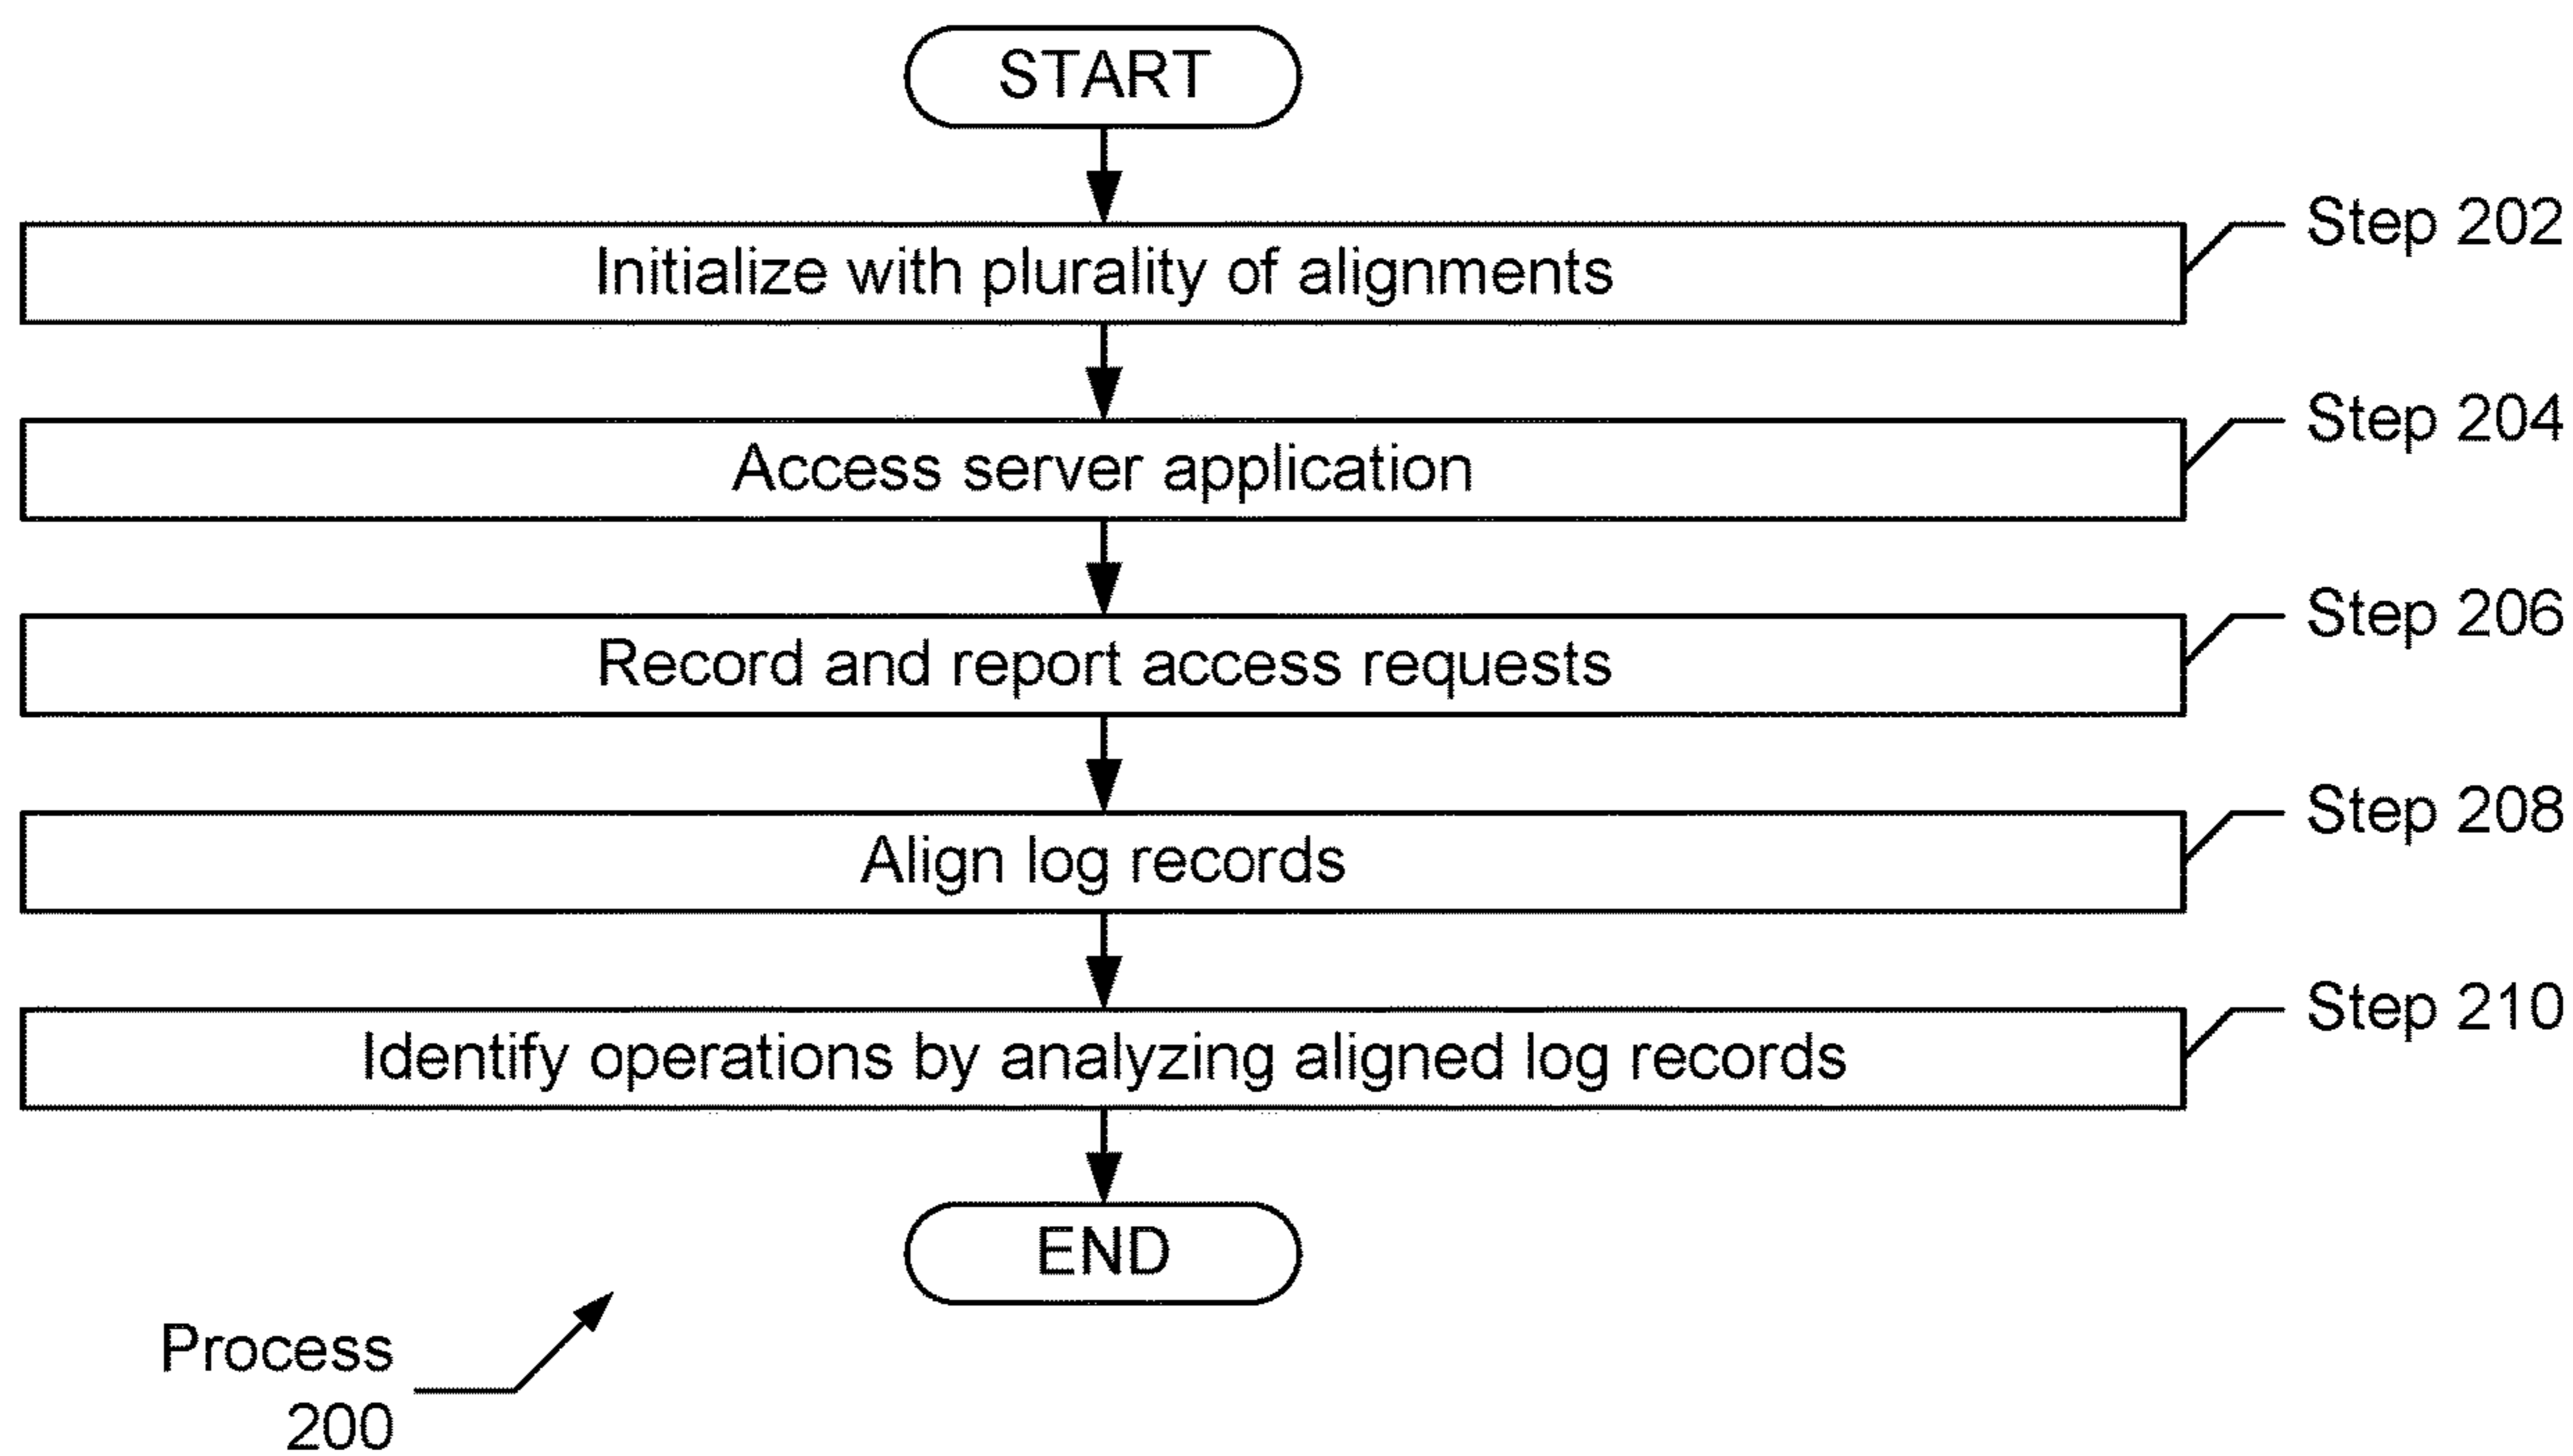 START
Initialize with plurality of alignments
Step 202
Access server application
Step 204
Record and report access requests
Step 206
Align log records
Step 208
Identify operations by analyzing aligned log records
Step 210
END
Process
200